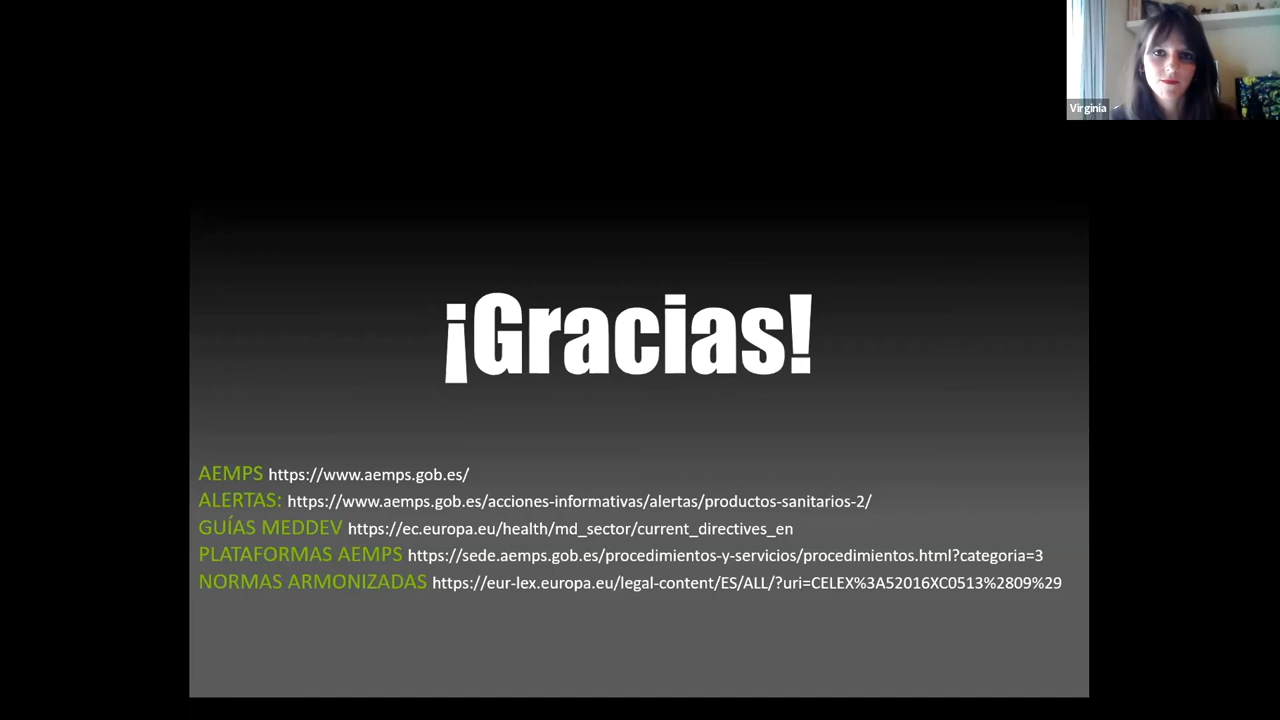 Virginia
¡Gracias!
AEMPS https://www.aemps.gob.es/
ALERTAS: https://www.aemps.gob.es/acciones-informativas/alertas/productos-sanitarios-2/
GUÍAS MEDDEV https://ec.europa.eu/health/md_sector/current_directives_en
PLATAFORMAS AEMPS https://sede.aemps.gob.es/procedimientos-y-servicios/procedimientos.html?categoria=3
NORMAS ARMONIZADAS https://eur-lex.europa.eu/legal-content/ES/ALL/?uri=CELEX%3A52016XC0513%2809%29